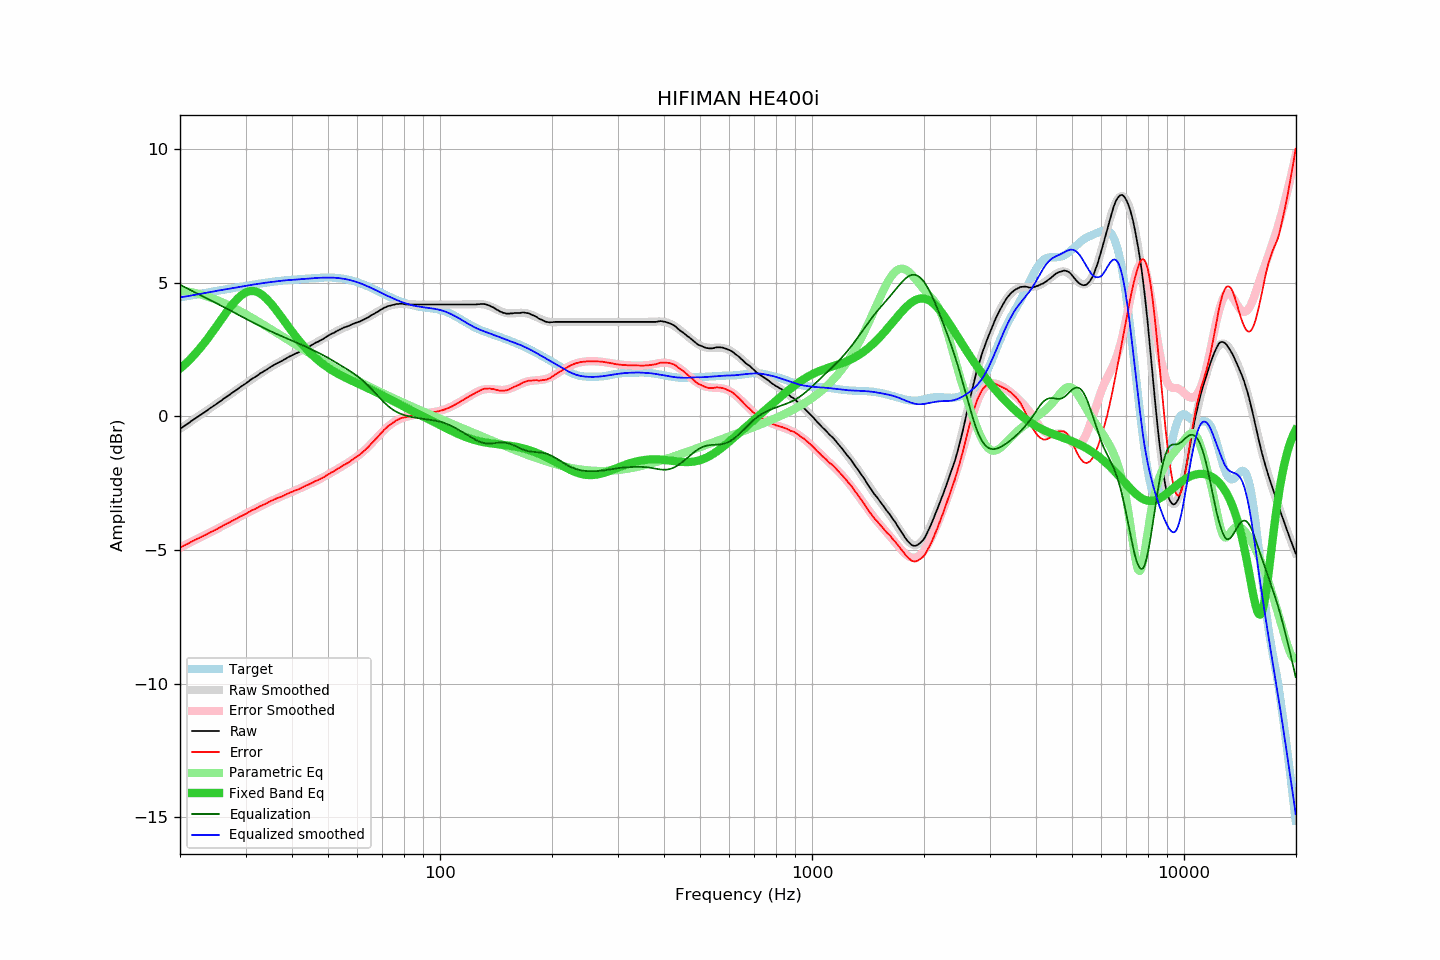 HIFIMAN HE400i
10
5
0
−5
−10
−15
Amplitude (dBr)
Target
Raw Smoothed
Error Smoothed
Raw
Error
Parametric Eq
Fixed Band Eq
Equalization
Equalized smoothed
100 1000 10000
Frequency (Hz)